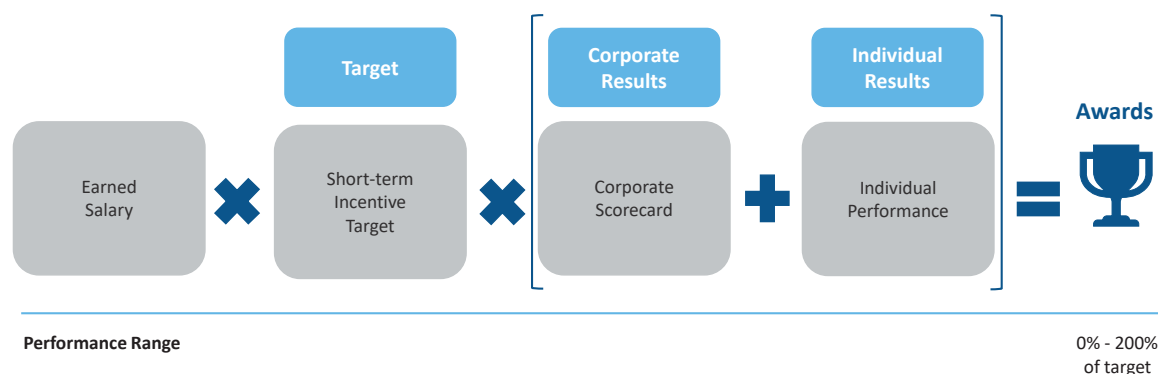 Target
Corporate
Results
Individual
Results
Awards
Earned
Salary
Short-term
Incentive
Target
Corporate
Scorecard
Individual
Performance
Performance Range
0% - 200%
of target